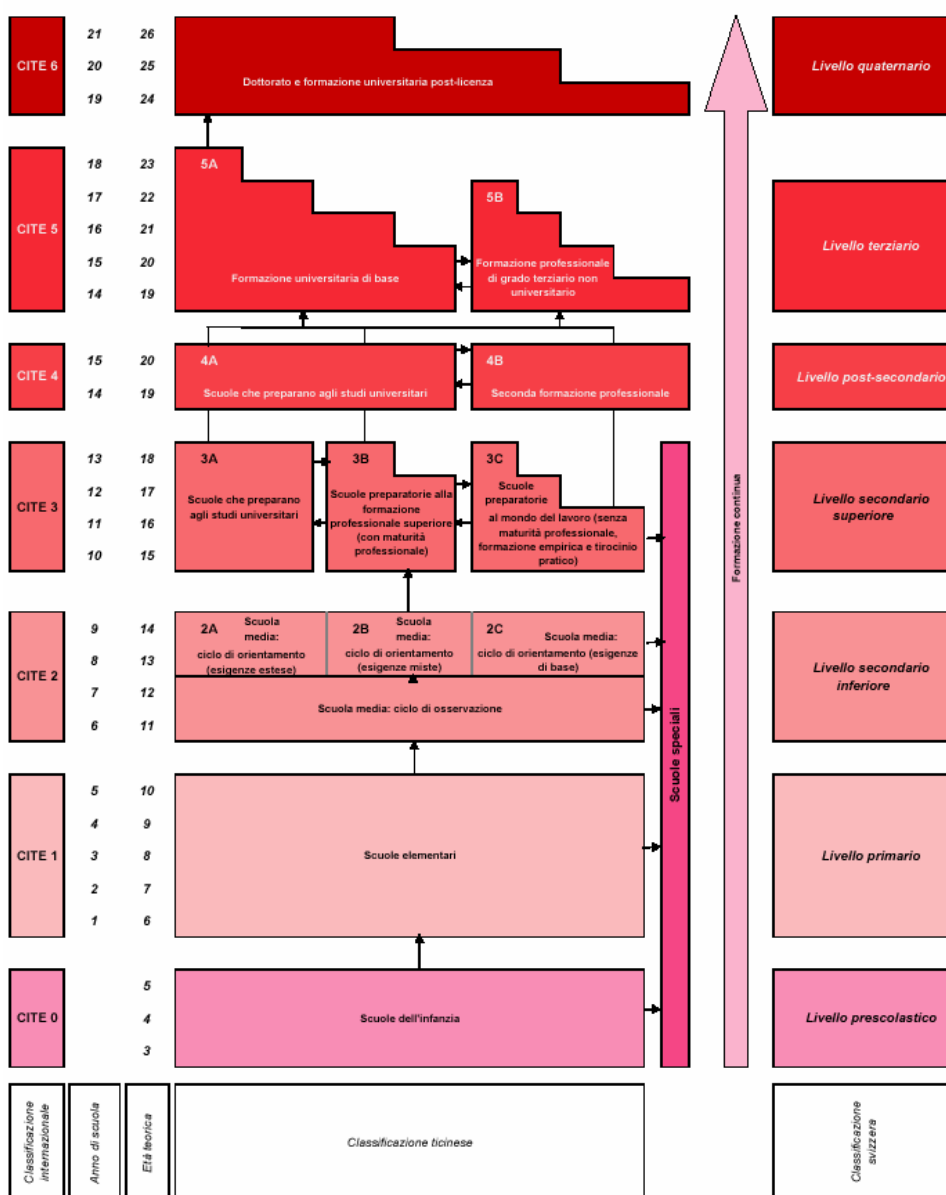 CITE 6
21 26
20 25
19 24
Dottorato e formazione universitaria post-licenza
Livello quaternario
CITE 5
18 23
17 22
16 21
15 20
14 19
5A
Formazione universitaria di base
5B
Formazione professionale
di grado terziario non
universitario
Livello terziario
CITE 4
15 20
14 19
4A
Scuole che preparano agli studi universitari
4B
Seconda formazione professionale
Livello post-secondario
CITE 3
13 18
12 17
11 16
10 15
3A
Scuole che preparano
agli studi universitari
3B
Scuole preparatorie alla
formazione
professionale superiore
(con maturità
professionale)
3C
Scuole
preparatorie
al mondo del lavoro (senza
maturità professionale,
formazione empirica e tirocinio
pratico)
Livello secondario
superiore
CITE 2
9 14
8 13
7 12
6 11
2A Scuola
media:
ciclo di orientamento
(esigenze estese)
2B Scuola
media:
ciclo di orientamento
(esigenze miste)
2C Scuola media:
ciclo di orientamento (esigenze
di base)
Scuola media: ciclo di osservazione
Livello secondario
inferiore
CITE 1
5 10
4 9
3 8
2 7
1 6
Scuole elementari
Livello primario
CITE 0
5
4
3
Scuole dell'infanzia
Livello prescolastico
Scuole speciali
Formazione continua
Classificazione
internazionale
Anno di scuola
Età teorica
Classificazione ticinese
Classificazione
svizzera